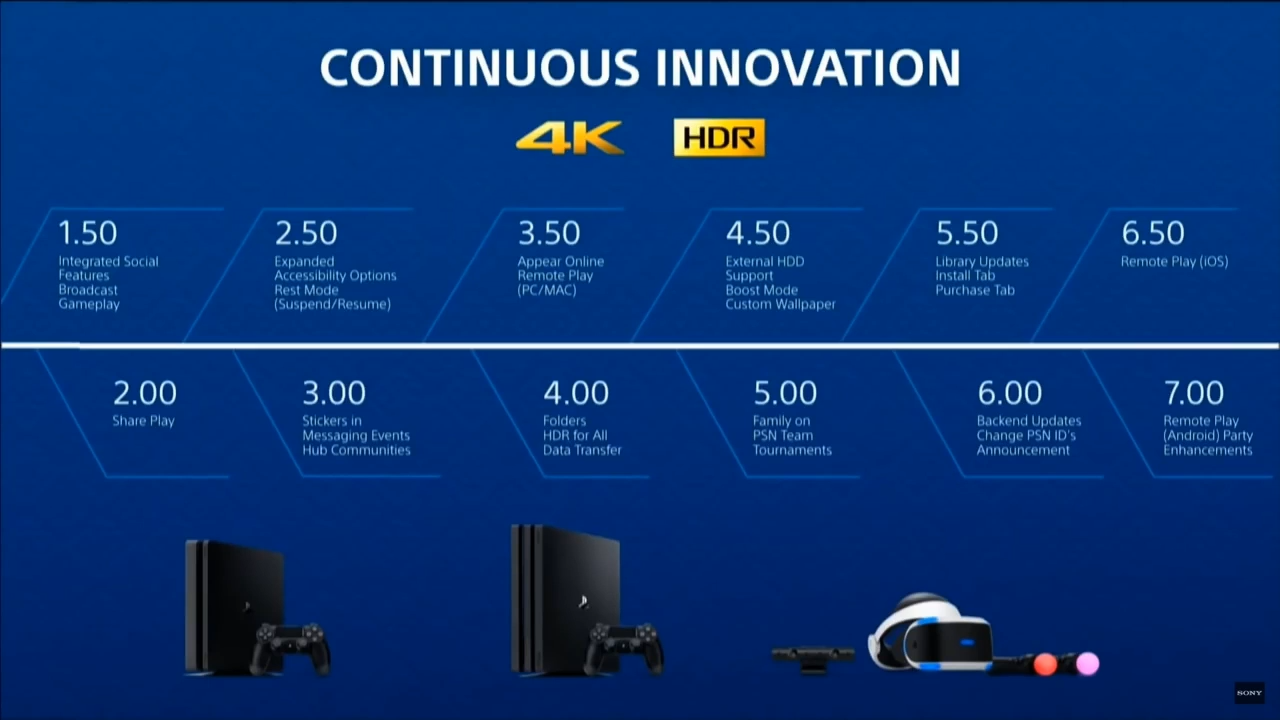 CONTINUOUS INNOVATION
4K HDR
1.50
Integrated Social
Features
Broadcast
Gameplay
2.50
Expanded
Accessibility Options
Rest Mode
(Suspend/Resume)
3.50
Appear Online
Remote Play
(PC/MAC)
4.50
External HDD
Support
Boost Mode
Custom Wallpaper
5.50
Library Updates
Install Tab
Purchase Tab
6.50
Remote Play (iOS)
2.00
Share Play
3.00
Stickers in
Messaging Events
Hub Communities
4.00
Folders
HDR for All
Data Transfer
5.00
Family on
PSN Team
Tournaments
6.00
Backend Updates
Change PSN ID's
Announcement
7.00
Remote Play
(Android) Party
Enhancements
SONY